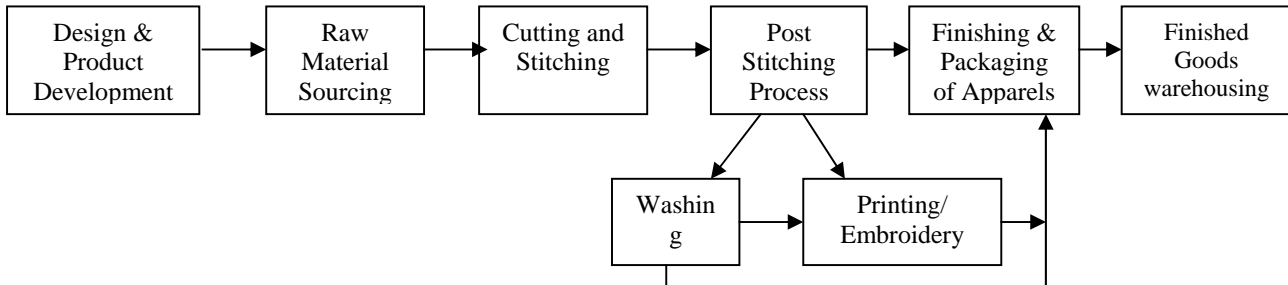 Design &
Product
Development
Raw
Material
Sourcing
Cutting and
Stitching
Post
Stitching
Process
Finishing &
Packaging
of Apparels
Finished
Goods
warehousing
Washin
g
Printing/
Embroidery